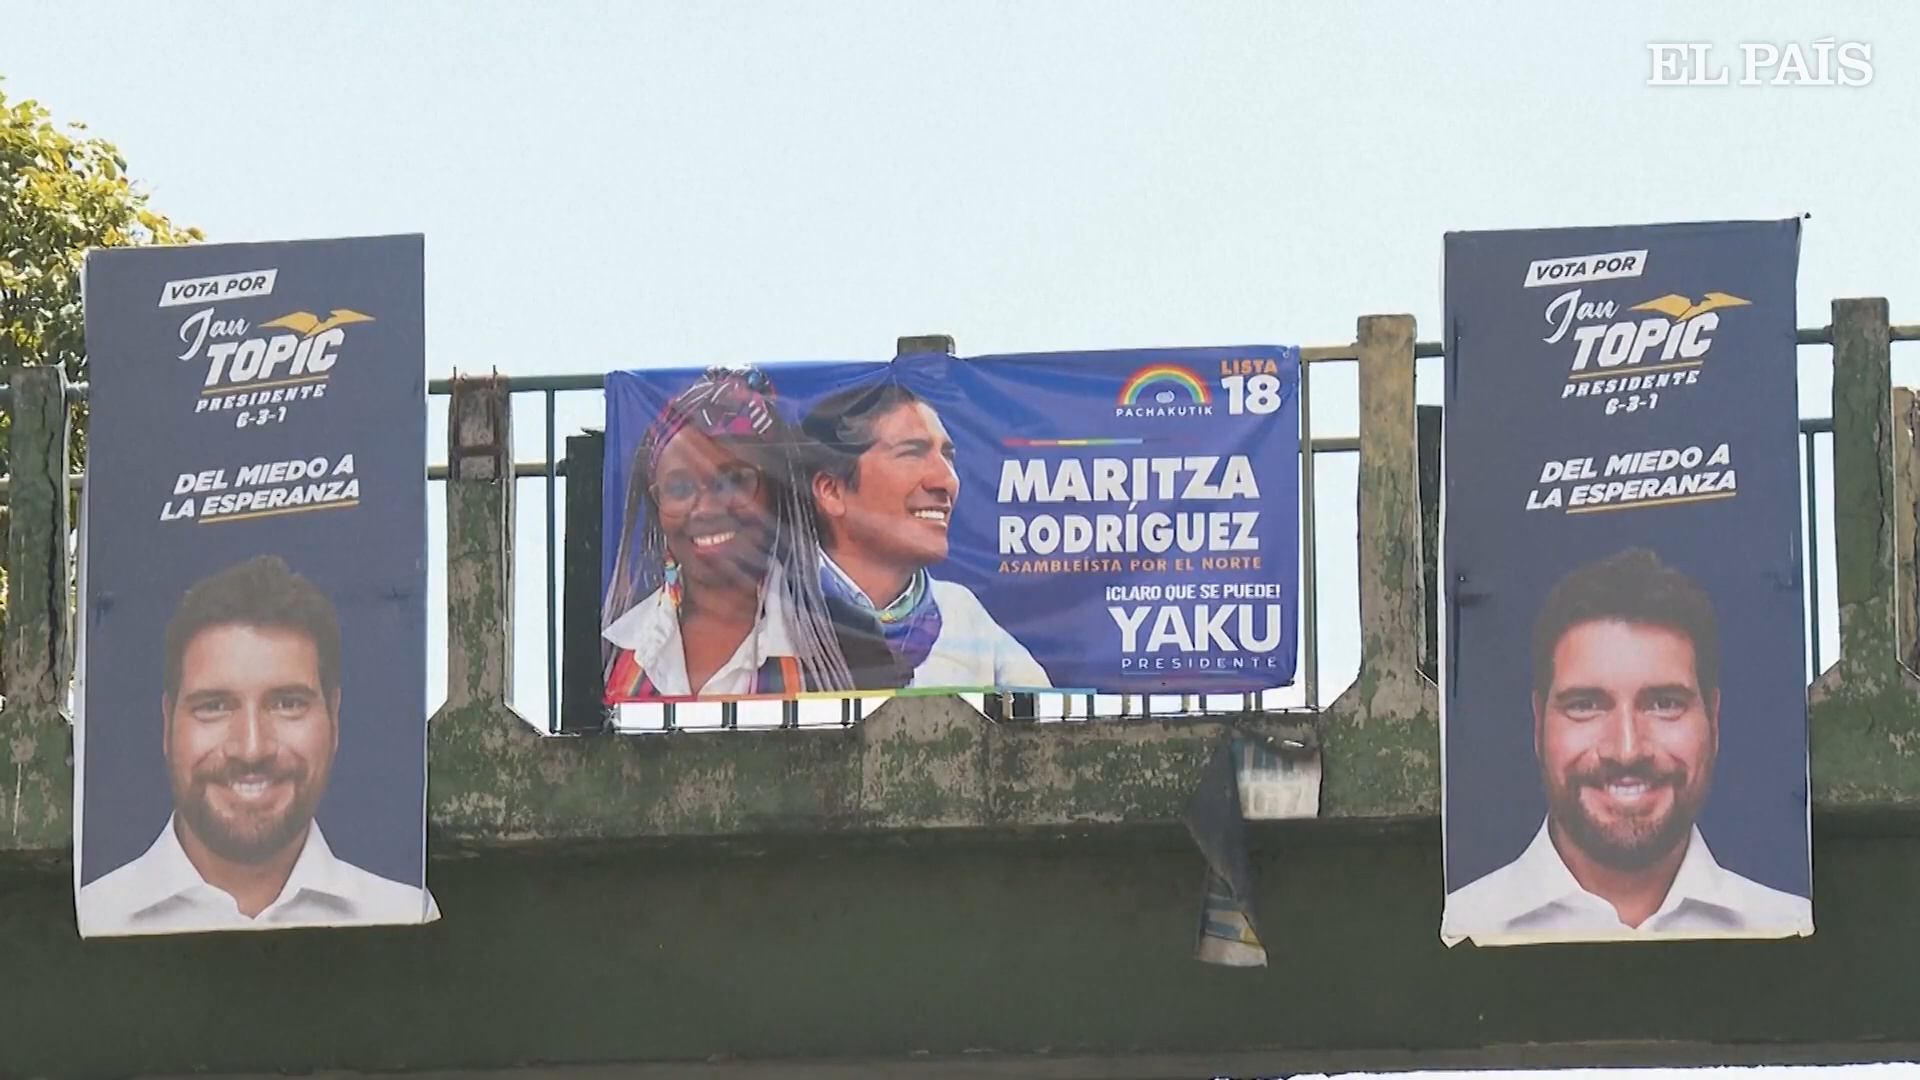 EL PAÍS
VOTA POR
Jan
TOPIC
PRESIDENTE
6-3-1
DEL MIEDO A
LA ESPERANZA
PACHAKUTIK
LISTA
18
MARITZA
RODRÍGUEZ
ASAMBLEÍSTA POR EL NORTE
¡CLARO QUE SE PUEDE!
YAKU
PRESIDENTE
VOTA POR
Jan
TOPIC
PRESIDENTE
6-3-1
DEL MIEDO A
LA ESPERANZA